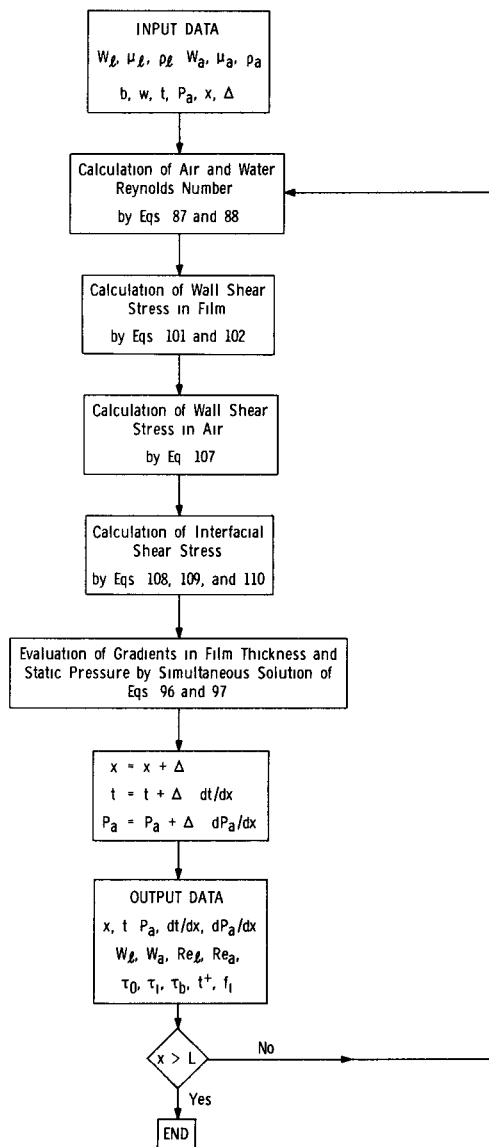 INPUT DATA
Wℓ, μℓ, ρℓ Wa, μa, ρa
b, w, t, Pa, x, Δ
Calculation of Air and Water
Reynolds Number
by Eqs 87 and 88
Calculation of Wall Shear
Stress in Film
by Eqs 101 and 102
Calculation of Wall Shear
Stress in Air
by Eq 107
Calculation of Interfacial
Shear Stress
by Eqs 108, 109, and 110
Evaluation of Gradients in Film Thickness and
Static Pressure by Simultaneous Solution of
Eqs 96 and 97
x = x + Δ
t = t + Δ dt/dx
Pa = Pa + Δ dPa/dx
OUTPUT DATA
x, t Pa, dt/dx, dPa/dx
Wℓ, Wa, Reℓ, Rea,
τ0, τi, τb, t+, fi
x > L
No
Yes
END